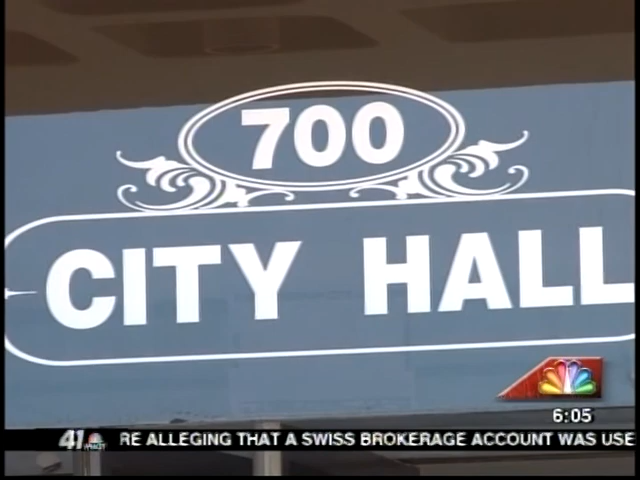 700
CITY HALL
6:05
41 RE ALLEGING THAT A SWISS BROKERAGE ACCOUNT WAS USE